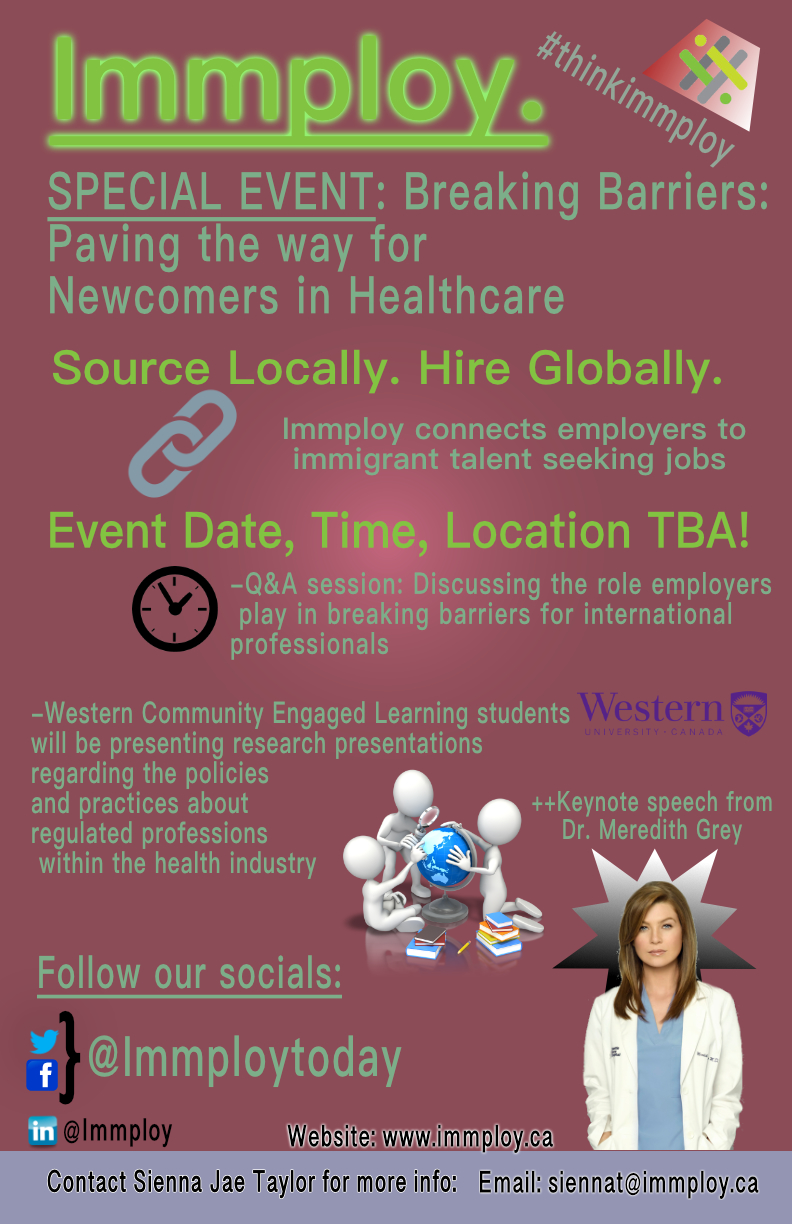 Immploy.
#thinkimmploy
SPECIAL EVENT: Breaking Barriers:
Paving the way for
Newcomers in Healthcare
Source Locally. Hire Globally.
Immploy connects employers to
immigrant talent seeking jobs
Event Date, Time, Location TBA!
–Q&A session: Discussing the role employers
play in breaking barriers for international
professionals
–Western Community Engaged Learning students
will be presenting research presentations
regarding the policies
and practices about
regulated professions
within the health industry
Western
UNIVERSITY · CANADA
++Keynote speech from
Dr. Meredith Grey
Follow our socials:
f
} @Immploytoday
in @Immploy
Website: www.immploy.ca
Contact Sienna Jae Taylor for more info: Email: siennat@immploy.ca